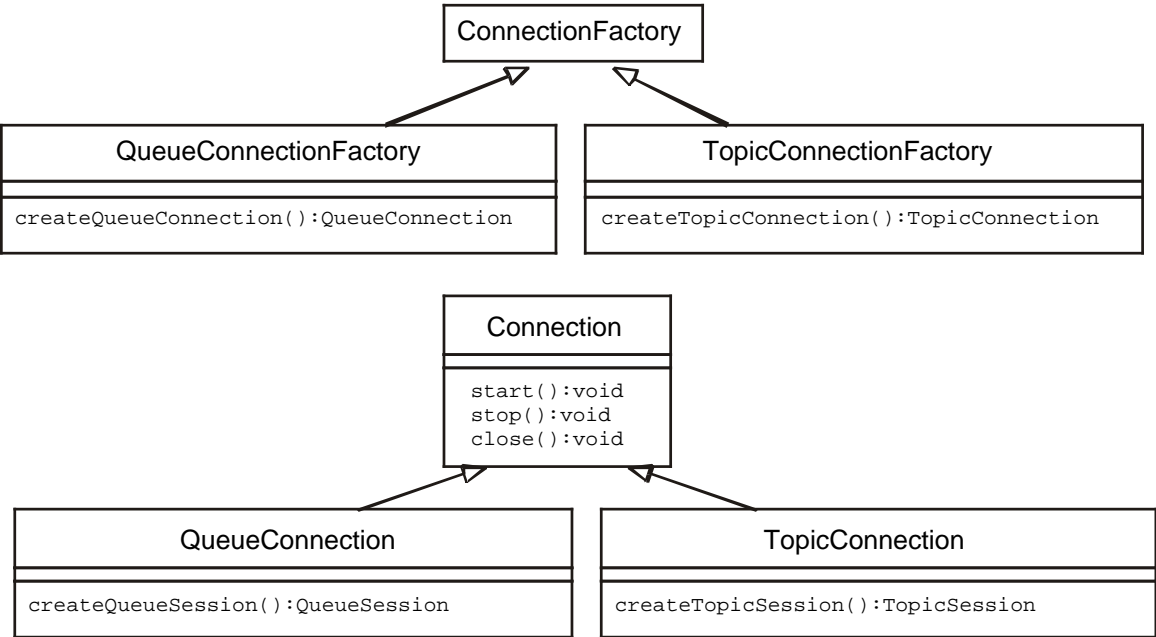 ConnectionFactory
QueueConnectionFactory
createQueueConnection():QueueConnection
TopicConnectionFactory
createTopicConnection():TopicConnection
Connection
start():void
stop():void
close():void
QueueConnection
createQueueSession():QueueSession
TopicConnection
createTopicSession():TopicSession